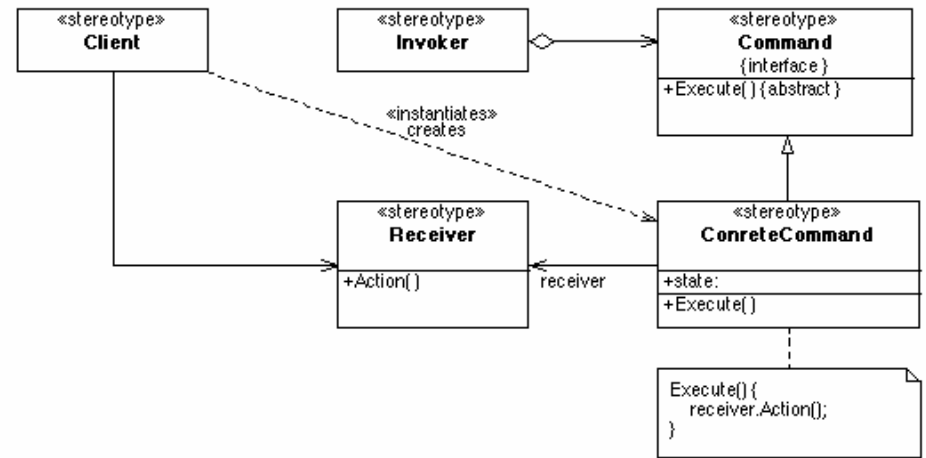 «stereotype»
Client
«stereotype»
Invoker
«stereotype»
Command
{interface}
+Execute(){abstract}
«instantiates»
creates
«stereotype»
Receiver
+Action()
receiver
«stereotype»
ConreteCommand
+state:
+Execute()
Execute(){
receiver.Action();
}